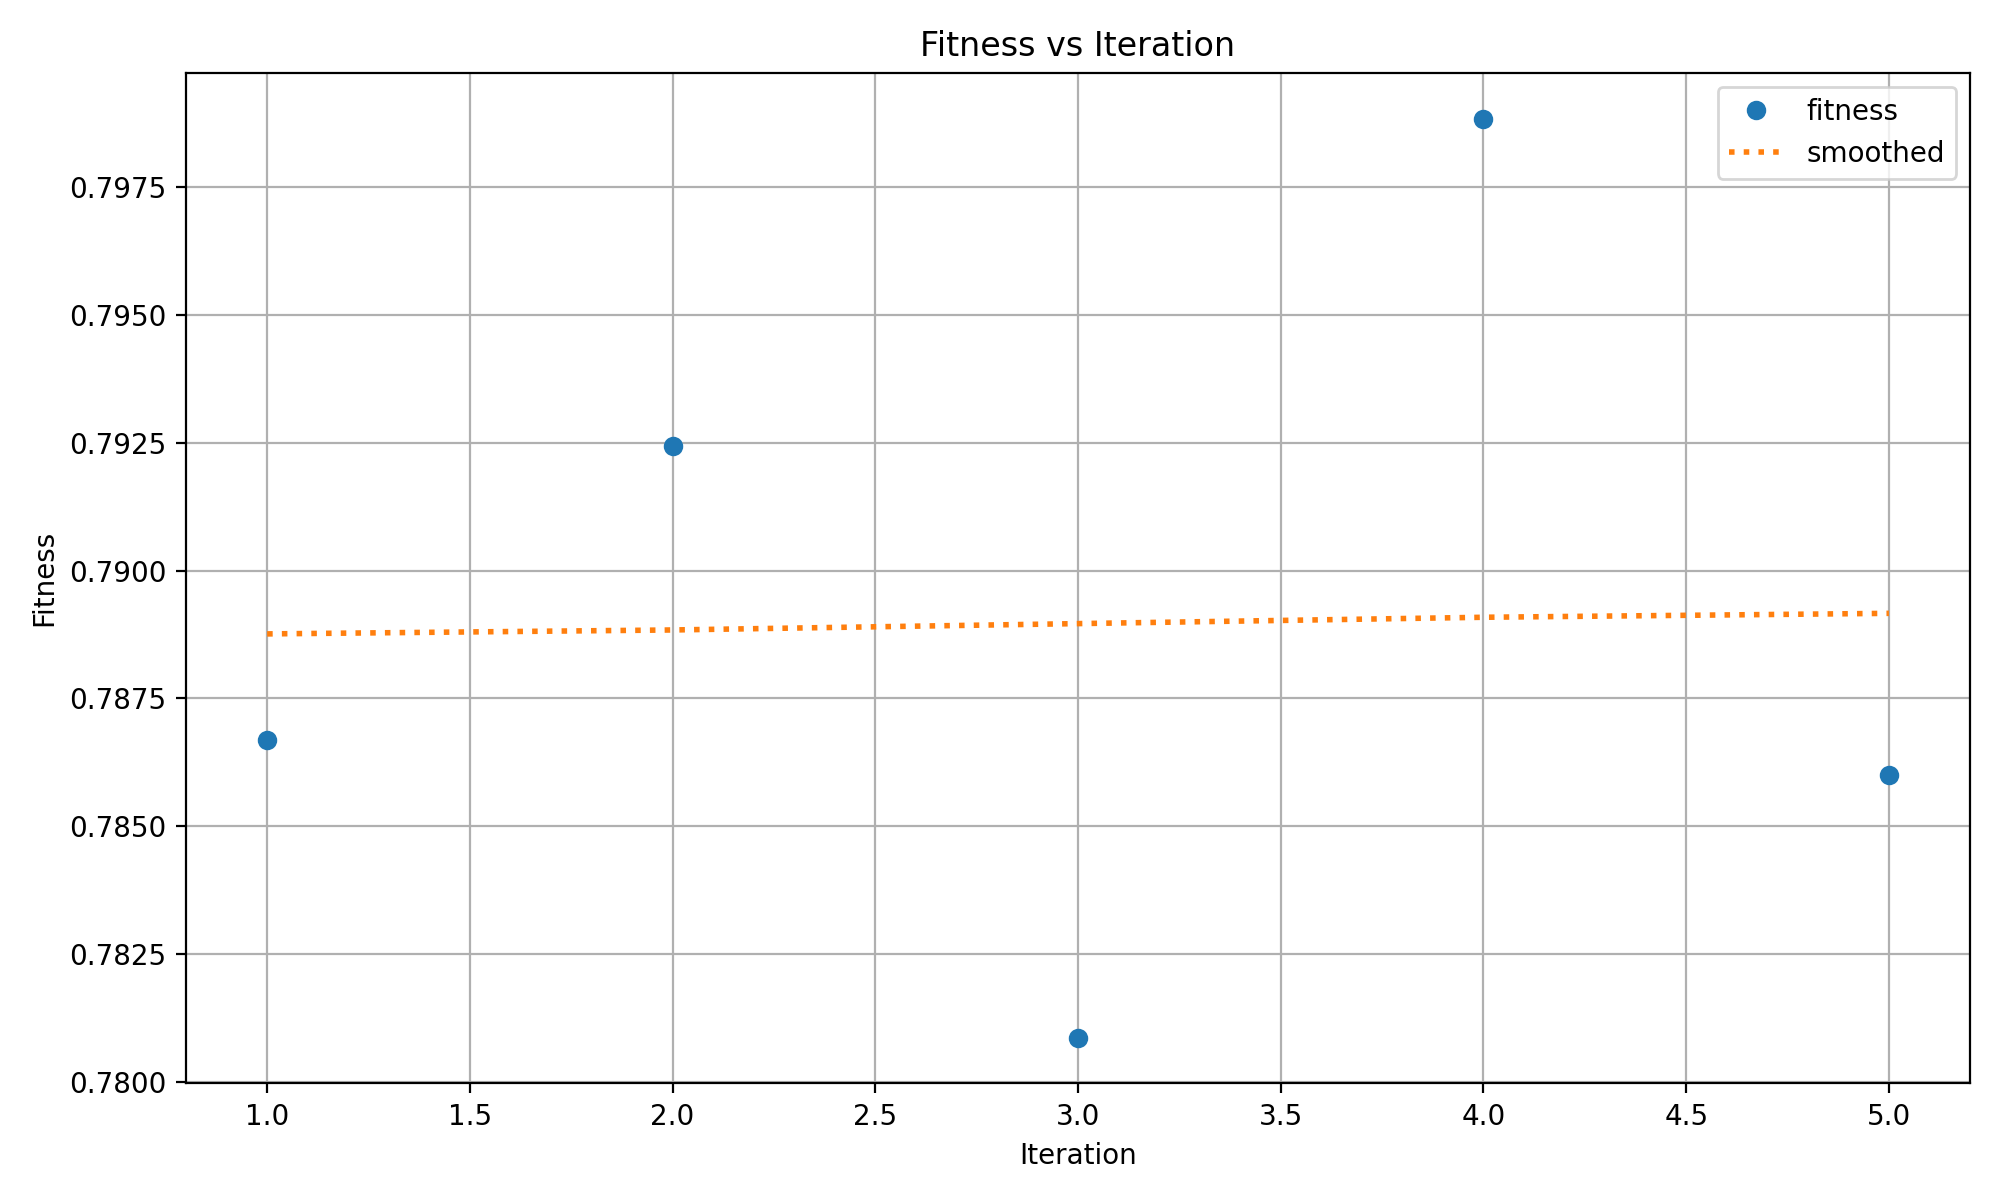 Fitness vs Iteration
fitness
smoothed
0.7975
0.7950
0.7925
0.7900
0.7875
0.7850
0.7825
0.7800
Fitness
1.0 1.5 2.0 2.5 3.0 3.5 4.0 4.5 5.0
Iteration